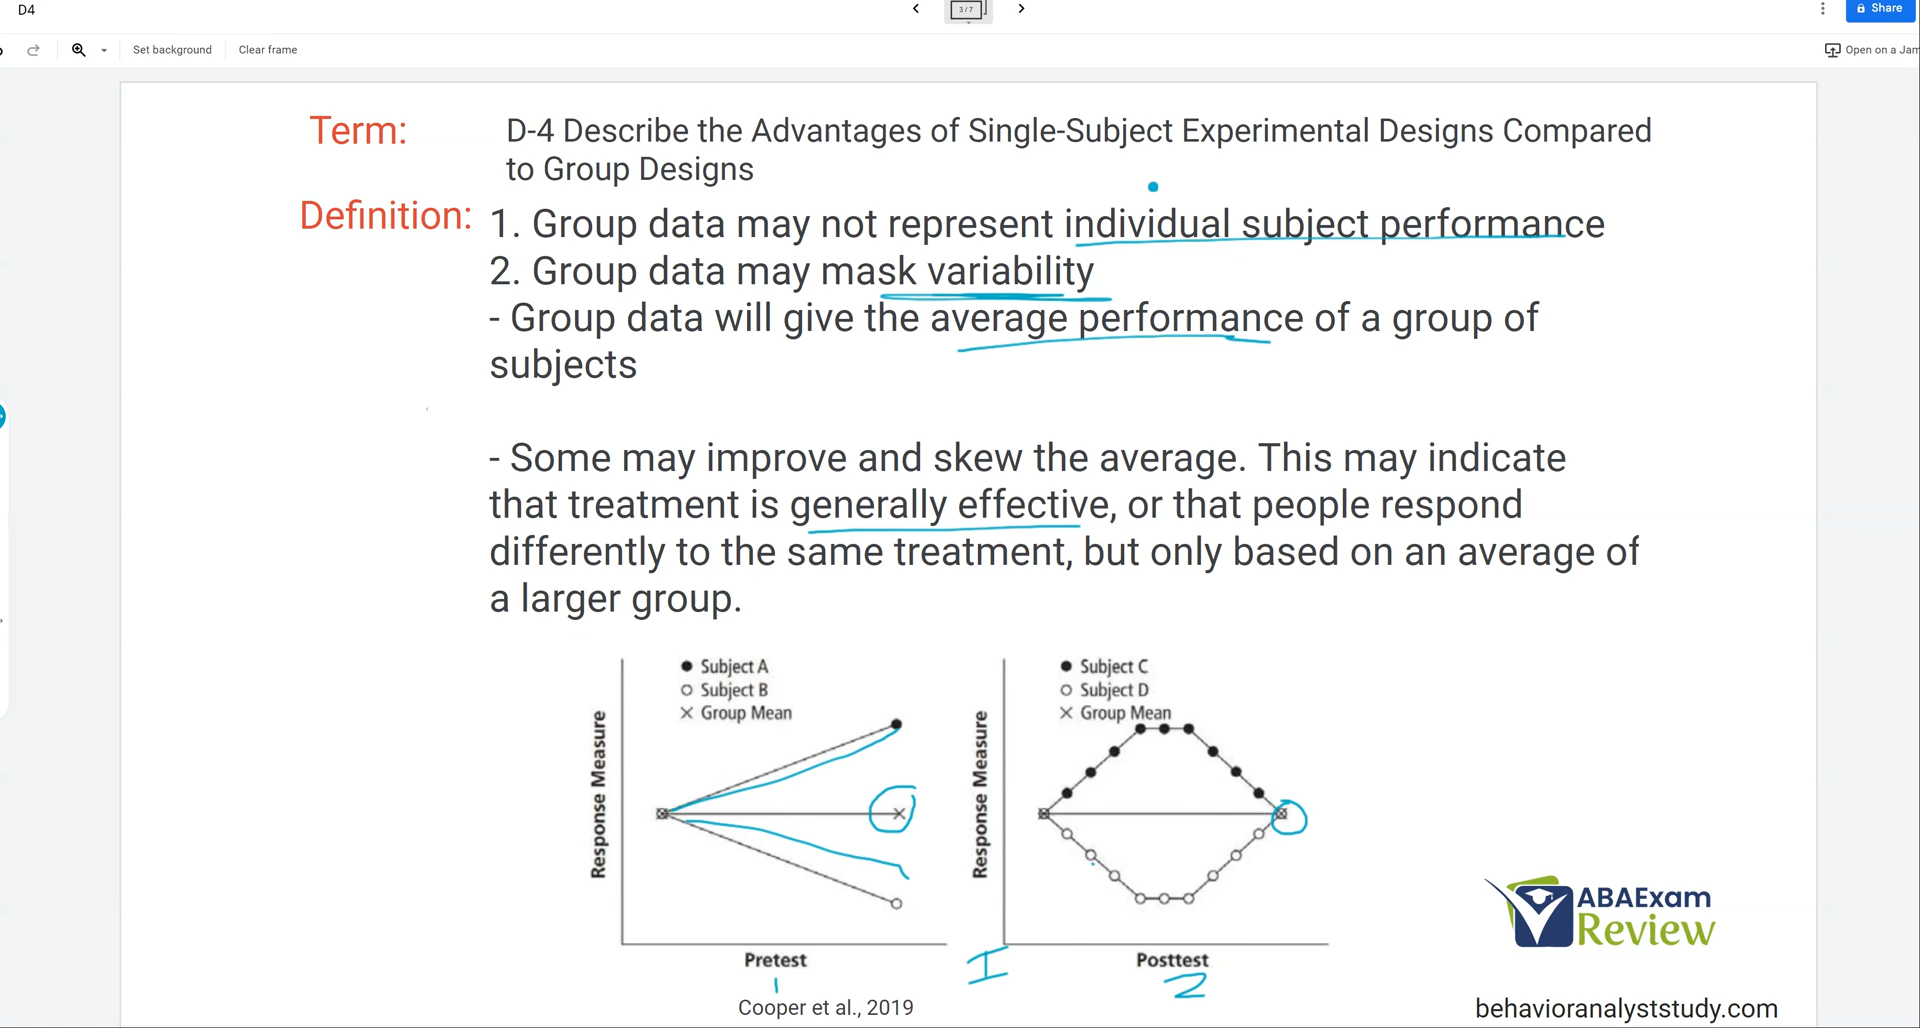 D4
3 / 7
Share
Set background
Clear frame
Open on a Jam
Term:
D-4 Describe the Advantages of Single-Subject Experimental Designs Compared
to Group Designs
Definition:
1. Group data may not represent individual subject performance
2. Group data may mask variability
- Group data will give the average performance of a group of
subjects
- Some may improve and skew the average. This may indicate
that treatment is generally effective, or that people respond
differently to the same treatment, but only based on an average of
a larger group.
Subject A
Subject B
Group Mean
Response Measure
Pretest
1
Subject C
Subject D
Group Mean
Response Measure
Posttest
I
2
Cooper et al., 2019
ABAExam
Review
behavioranalyststudy.com